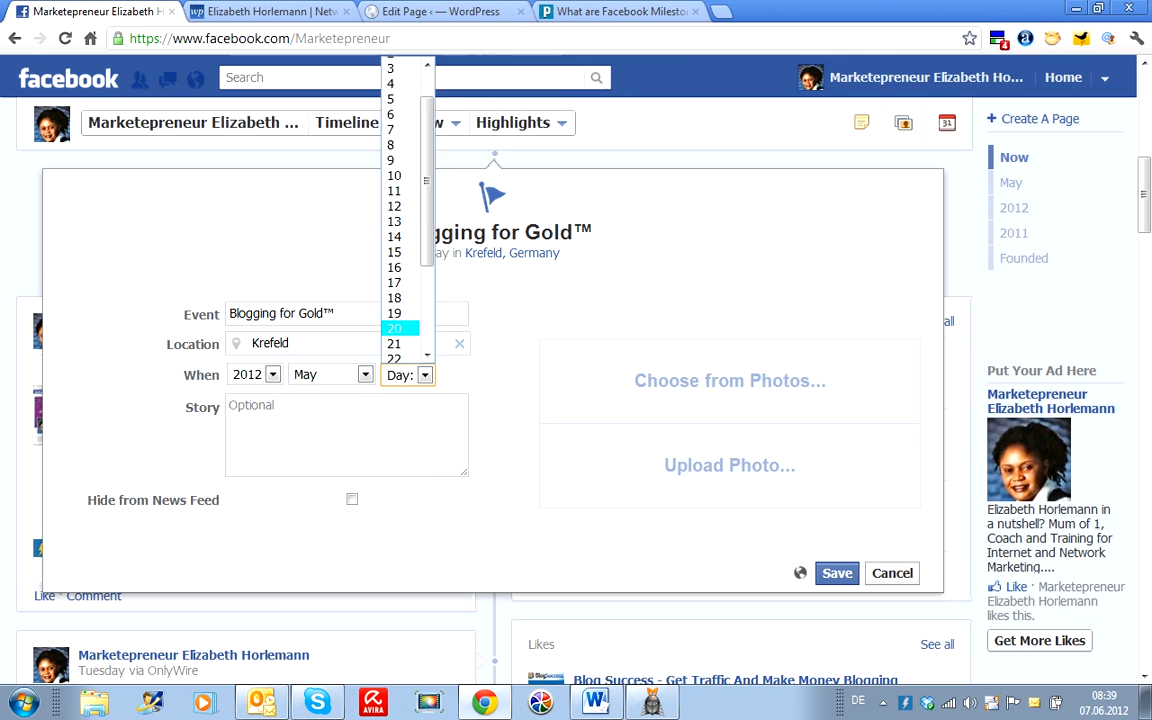 Marketepreneur Elizabeth H
Elizabeth Horlemann | Netw
Edit Page ‹ — WordPress
What are Facebook Milesto
https://www.facebook.com/Marketepreneur
4
facebook
Search
Marketepreneur Elizabeth Ho...
Home
Marketepreneur Elizabeth ...
Timeline
w
Highlights
31
+ Create A Page
Now
May
2012
2011
Founded
3
4
5
6
7
8
9
10
11
12
13
14
15
16
17
18
19
20
21
22
gging for Gold™
ay in Krefeld, Germany
Event
Blogging for Gold™
Location
Krefeld
When
2012
May
Day:
Story
Optional
Hide from News Feed
Choose from Photos...
Upload Photo...
Save
Cancel
all
Put Your Ad Here
Marketepreneur
Elizabeth Horlemann
Elizabeth Horlemann in
a nutshell? Mum of 1,
Coach and Training for
Internet and Network
Marketing....
Like · Marketepreneur
Elizabeth Horlemann
likes this.
Get More Likes
Like · Comment
Marketepreneur Elizabeth Horlemann
Tuesday via OnlyWire
Likes
See all
Blog Success - Get Traffic And Make Money Blogging
AVIRA
DE
08:39
07.06.2012